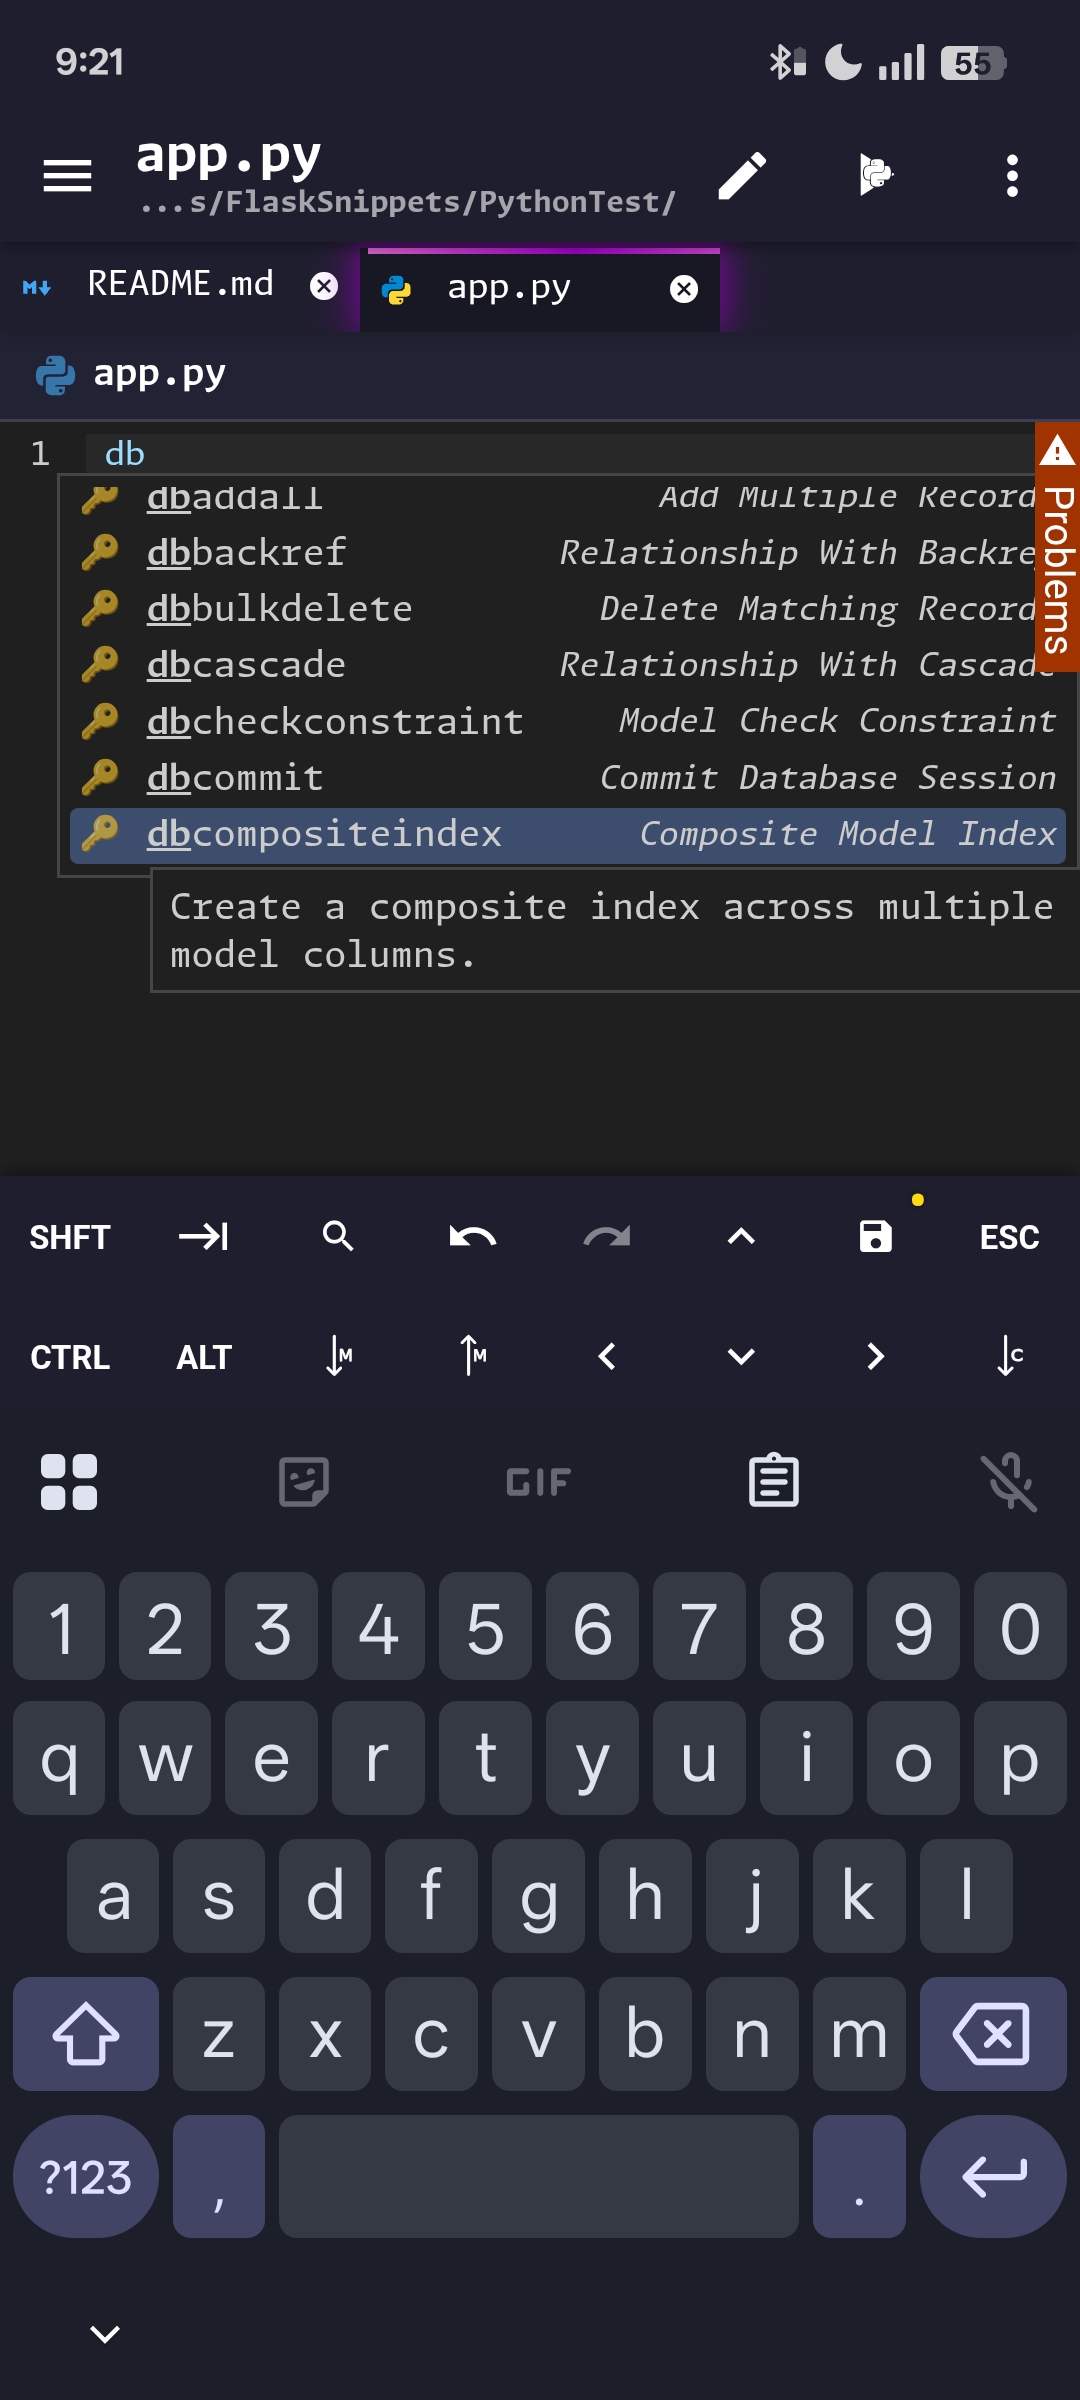 9:21
55
app.py
...s/FlaskSnippets/PythonTest/
README.md
app.py
app.py
1 db
dbaddall Add Multiple Record
dbbackref Relationship With Backre
dbbulkdelete Delete Matching Record
dbcascade Relationship With Cascade
dbcheckconstraint Model Check Constraint
dbcommit Commit Database Session
dbcompositeindex Composite Model Index
Problems
Create a composite index across multiple
model columns.
SHFT ESC
CTRL ALT M M C
GIF
1 2 3 4 5 6 7 8 9 0
q w e r t y u i o p
a s d f g h j k l
z x c v b n m
?123 , .